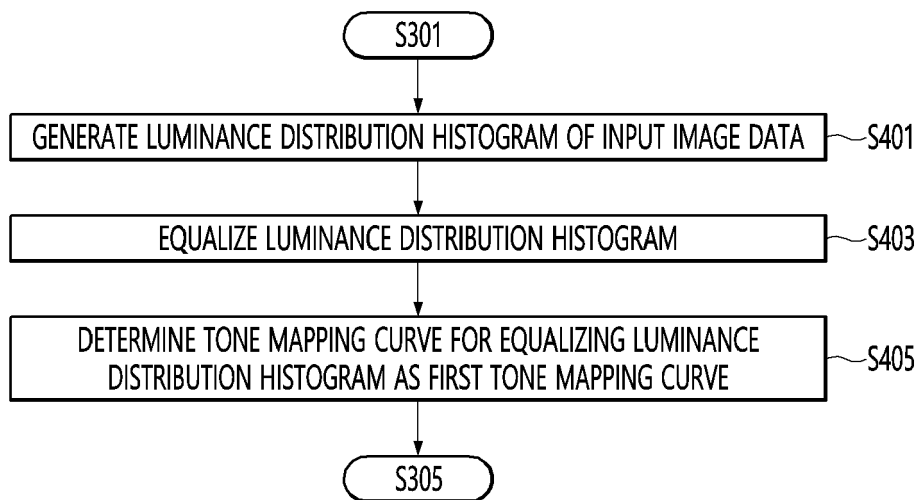 S301
GENERATE LUMINANCE DISTRIBUTION HISTOGRAM OF INPUT IMAGE DATA
S401
EQUALIZE LUMINANCE DISTRIBUTION HISTOGRAM
S403
DETERMINE TONE MAPPING CURVE FOR EQUALIZING LUMINANCE
DISTRIBUTION HISTOGRAM AS FIRST TONE MAPPING CURVE
S405
S305